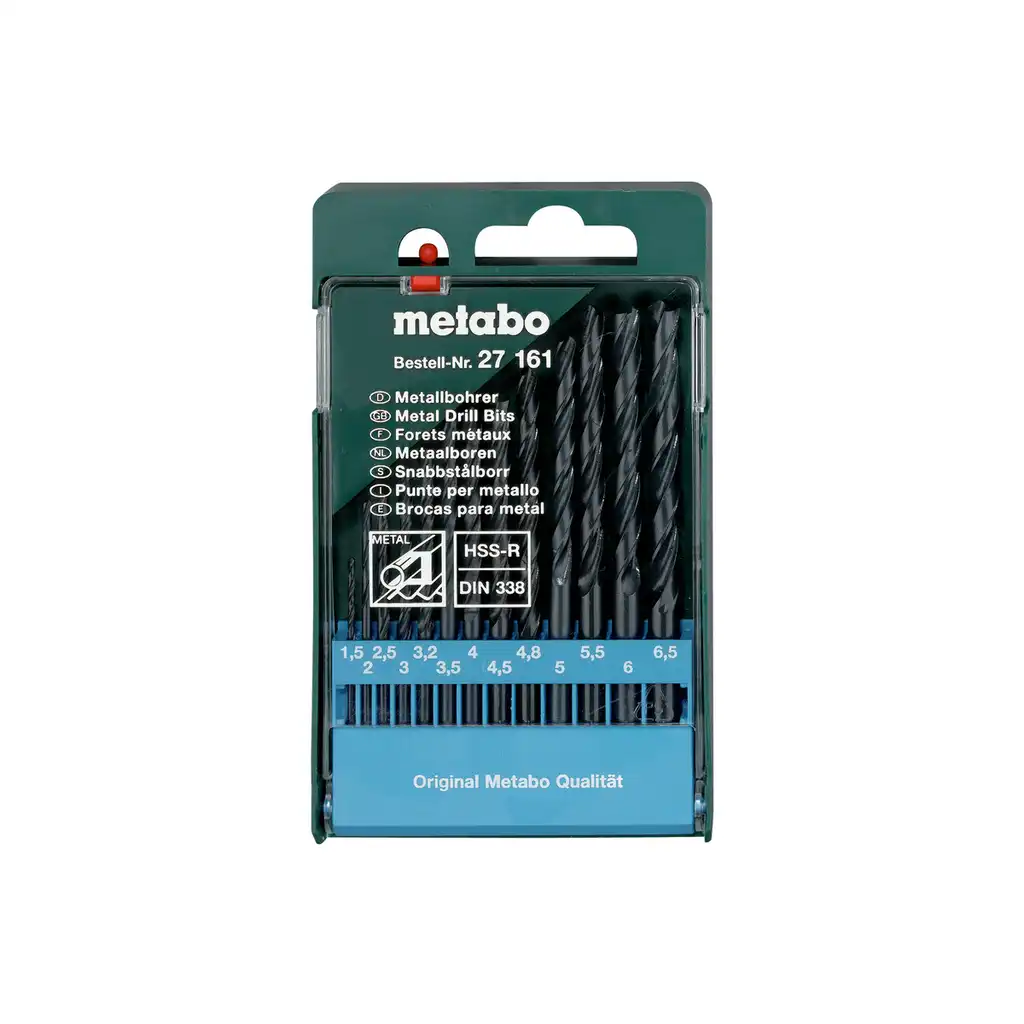 metabo
Bestell-Nr. 27 161
D Metallbohrer
GB Metal Drill Bits
F Forets métaux
NL Metaalboren
S Snabbstålborr
I Punte per metallo
E Brocas para metal
METAL
HSS-R
DIN 338
1,5 2,5 3,2 4 4,8 5,5 6,5
2 3 3,5 4,5 5 6
Original Metabo Qualität